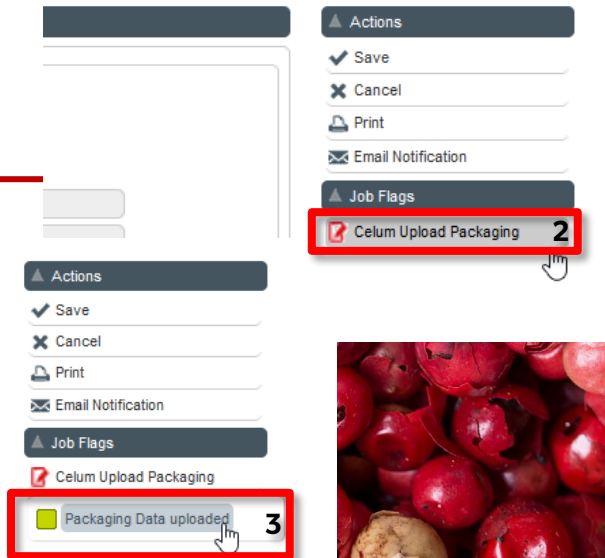 Actions
Save
Cancel
Print
Email Notification
Job Flags
Celum Upload Packaging 2
Actions
Save
Cancel
Print
Email Notification
Job Flags
Celum Upload Packaging
Packaging Data uploaded 3